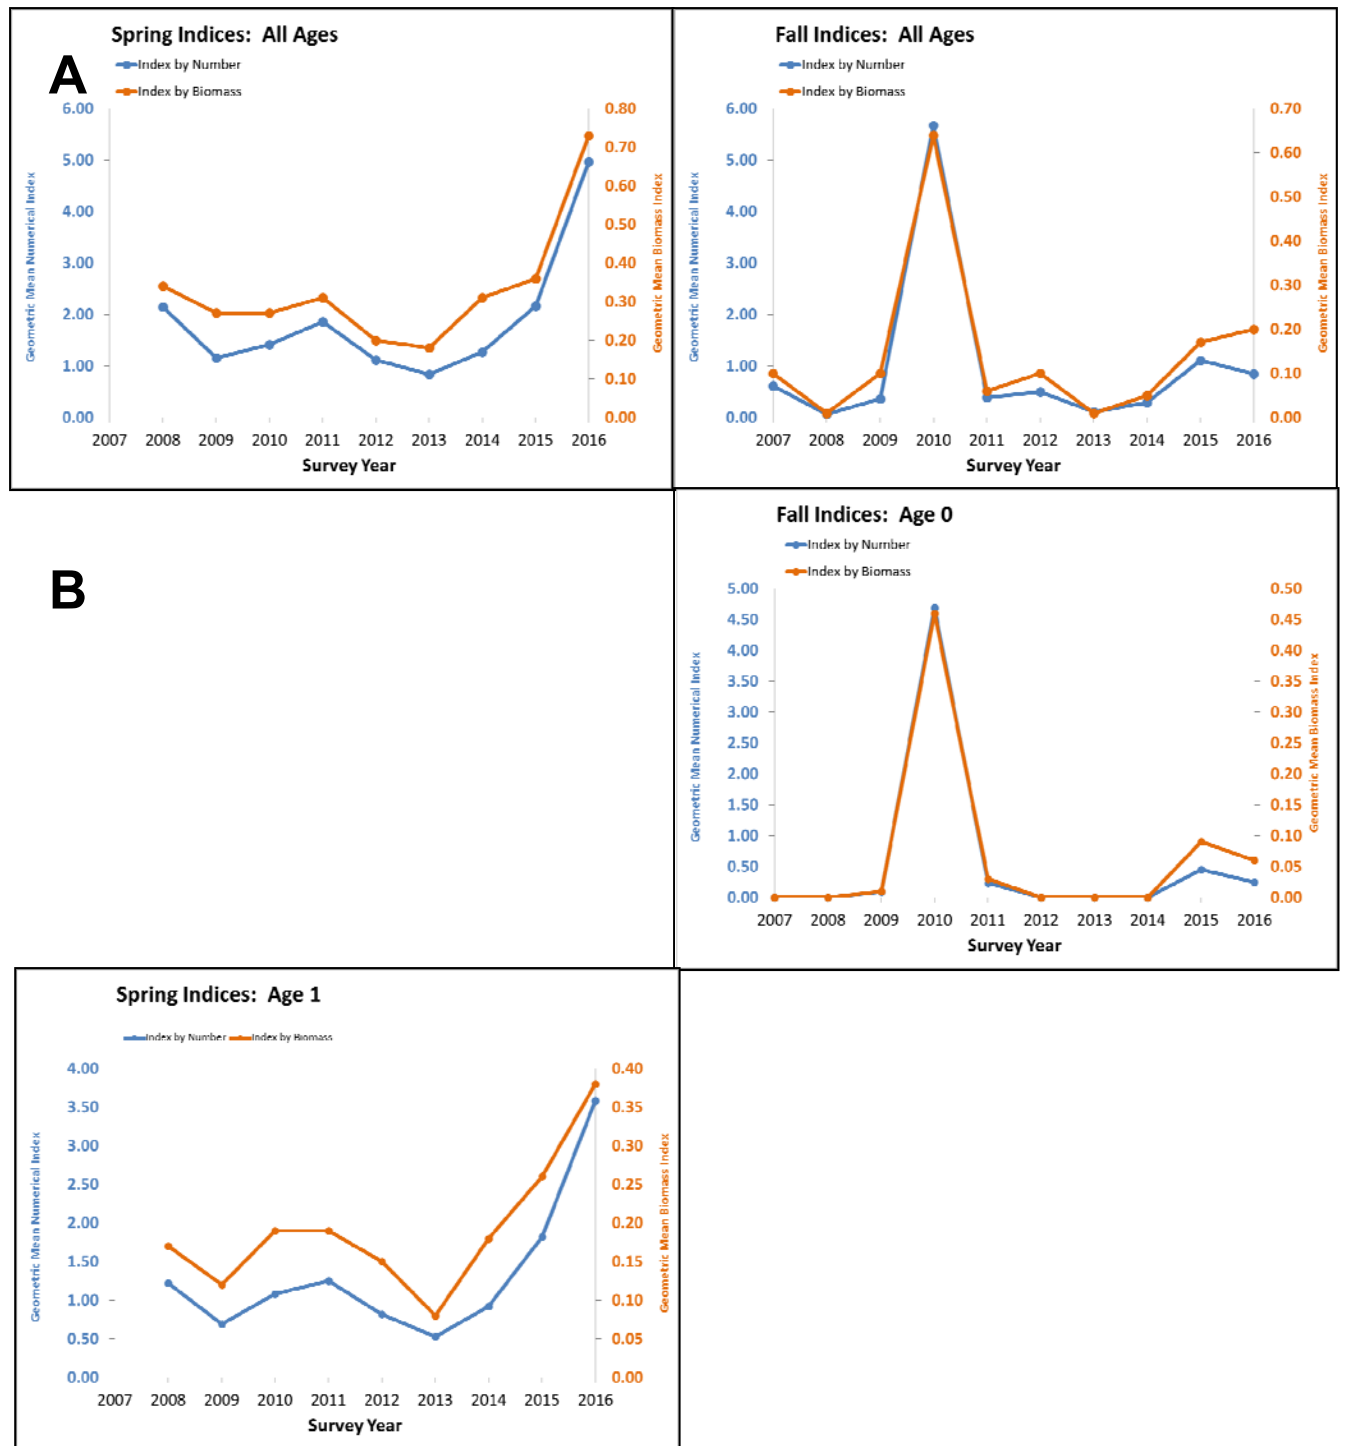 Spring Indices:  All Ages
A
Index by Number
Index by Biomass
Geometric Mean Numerical Index
6.00
5.00
4.00
3.00
2.00
1.00
0.00
0.80
0.70
0.60
0.50
0.40
0.30
0.20
0.10
0.00
Geometric Mean Biomass Index
2007 2008 2009 2010 2011 2012 2013 2014 2015 2016
Survey Year
Fall Indices:  All Ages
Index by Number
Index by Biomass
Geometric Mean Numerical Index
6.00
5.00
4.00
3.00
2.00
1.00
0.00
0.70
0.60
0.50
0.40
0.30
0.20
0.10
0.00
Geometric Mean Biomass Index
2007 2008 2009 2010 2011 2012 2013 2014 2015 2016
Survey Year
B
Fall Indices:  Age 0
Index by Number
Index by Biomass
Geometric Mean Numerical Index
5.00
4.50
4.00
3.50
3.00
2.50
2.00
1.50
1.00
0.50
0.00
0.50
0.45
0.40
0.35
0.30
0.25
0.20
0.15
0.10
0.05
0.00
Geometric Mean Biomass Index
2007 2008 2009 2010 2011 2012 2013 2014 2015 2016
Survey Year
Spring Indices:  Age 1
Index by Number Index by Biomass
Geometric Mean Numerical Index
4.00
3.50
3.00
2.50
2.00
1.50
1.00
0.50
0.00
0.40
0.35
0.30
0.25
0.20
0.15
0.10
0.05
0.00
Geometric Mean Biomass Index
2007 2008 2009 2010 2011 2012 2013 2014 2015 2016
Survey Year